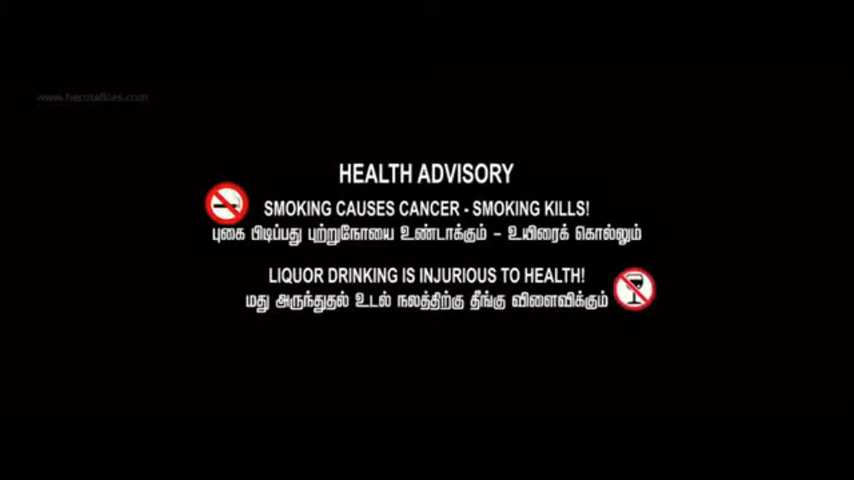 www.herotalkies.com
HEALTH ADVISORY
SMOKING CAUSES CANCER - SMOKING KILLS!
புகை பிடிப்பது புற்றுநோயை உண்டாக்கும் - உயிரைக் கொல்லும்
LIQUOR DRINKING IS INJURIOUS TO HEALTH!
மது அருந்துதல் உடல் நலத்திற்கு தீங்கு விளைவிக்கும்